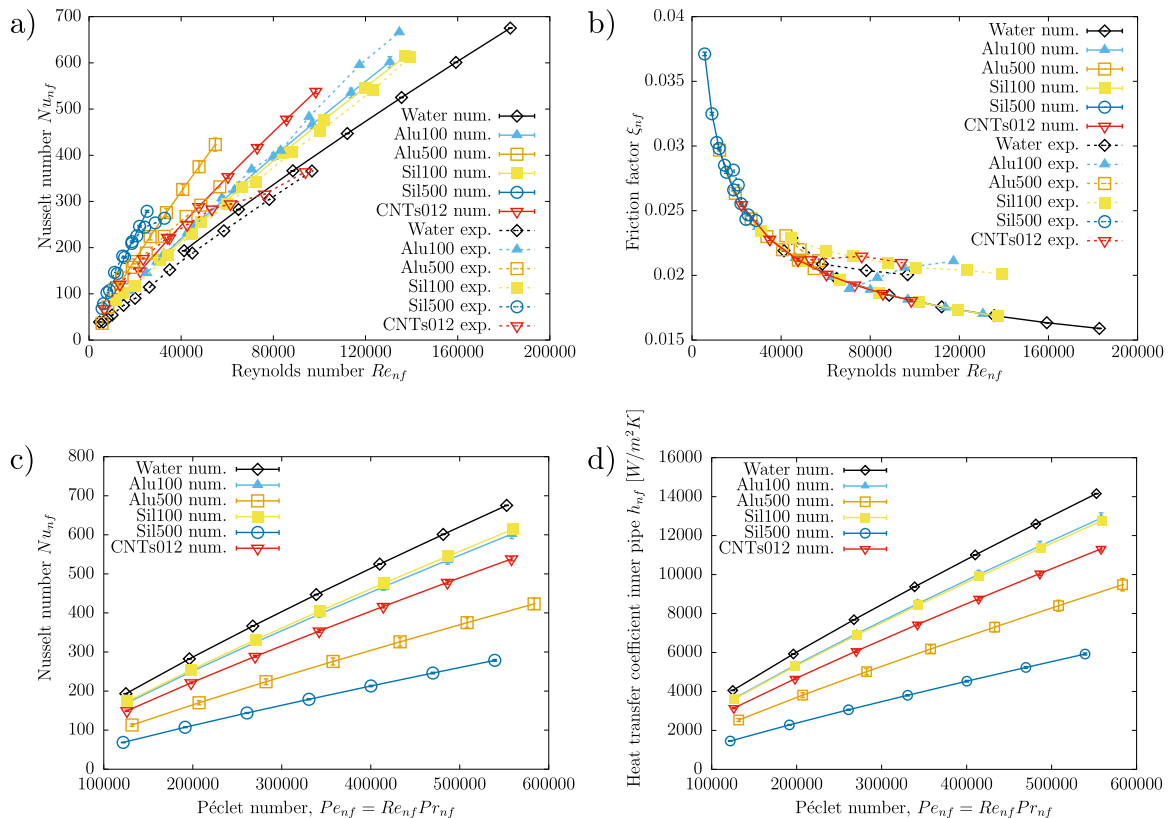 a)
700
600
500
400
300
200
100
0
Nusselt number Nu_nf
0 40000 80000 120000 160000 200000
Reynolds number Re_nf
Water num.
Alu100 num.
Alu500 num.
Sil100 num.
Sil500 num.
CNTs012 num.
Water exp.
Alu100 exp.
Alu500 exp.
Sil100 exp.
Sil500 exp.
CNTs012 exp.
b)
0.04
0.035
0.03
0.025
0.02
0.015
Friction factor ξ_nf
0 40000 80000 120000 160000 200000
Reynolds number Re_nf
Water num.
Alu100 num.
Alu500 num.
Sil100 num.
Sil500 num.
CNTs012 num.
Water exp.
Alu100 exp.
Alu500 exp.
Sil100 exp.
Sil500 exp.
CNTs012 exp.
c)
800
700
600
500
400
300
200
100
0
Nusselt number Nu_nf
100000 200000 300000 400000 500000 600000
Péclet number, Pe_nf = Re_nf Pr_nf
Water num.
Alu100 num.
Alu500 num.
Sil100 num.
Sil500 num.
CNTs012 num.
d)
16000
14000
12000
10000
8000
6000
4000
2000
0
Heat transfer coefficient inner pipe h_nf [W/m²K]
100000 200000 300000 400000 500000 600000
Péclet number, Pe_nf = Re_nf Pr_nf
Water num.
Alu100 num.
Alu500 num.
Sil100 num.
Sil500 num.
CNTs012 num.